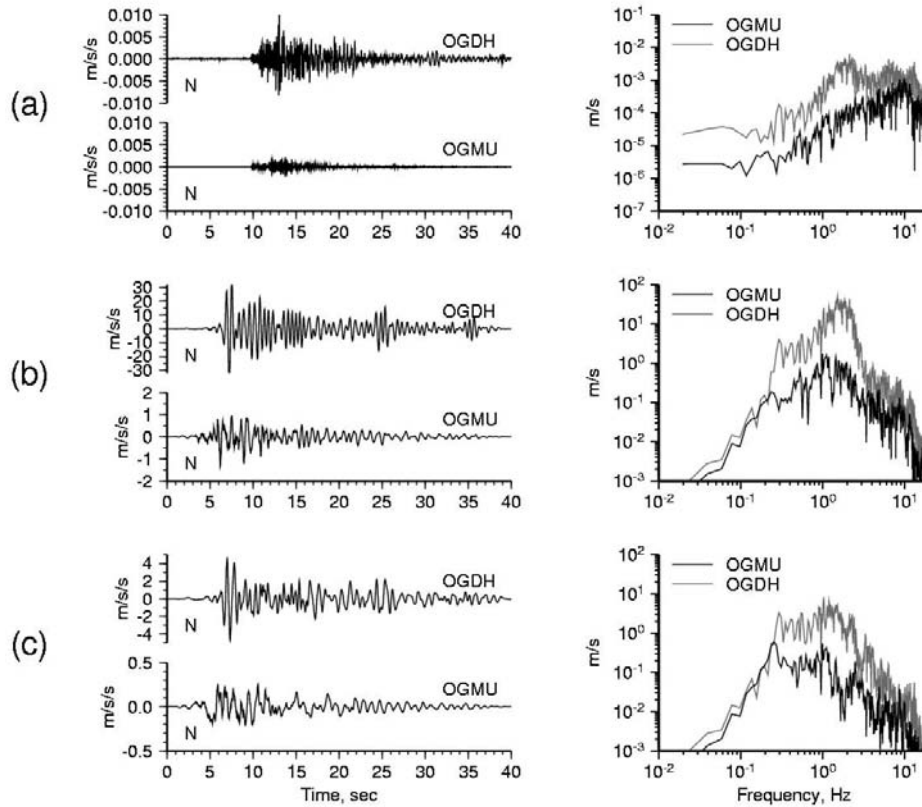 (a)
m/s/s
0.010
0.005
0.000
-0.005
-0.010
OGDH
N
m/s/s
0.010
0.005
0.000
-0.005
-0.010
OGMU
N
0 5 10 15 20 25 30 35 40
m/s
10-1
10-2
10-3
10-4
10-5
10-6
10-7
OGMU
OGDH
10-2 10-1 100 101
(b)
m/s/s
30
20
10
0
-10
-20
-30
OGDH
N
m/s/s
2
1
0
-1
-2
OGMU
N
0 5 10 15 20 25 30 35 40
m/s
102
101
100
10-1
10-2
10-3
OGMU
OGDH
10-2 10-1 100 101
(c)
m/s/s
4
2
0
-2
-4
OGDH
N
m/s/s
0.5
0.0
-0.5
OGMU
N
0 5 10 15 20 25 30 35 40
Time, sec
m/s
102
101
100
10-1
10-2
10-3
OGMU
OGDH
10-2 10-1 100 101
Frequency, Hz